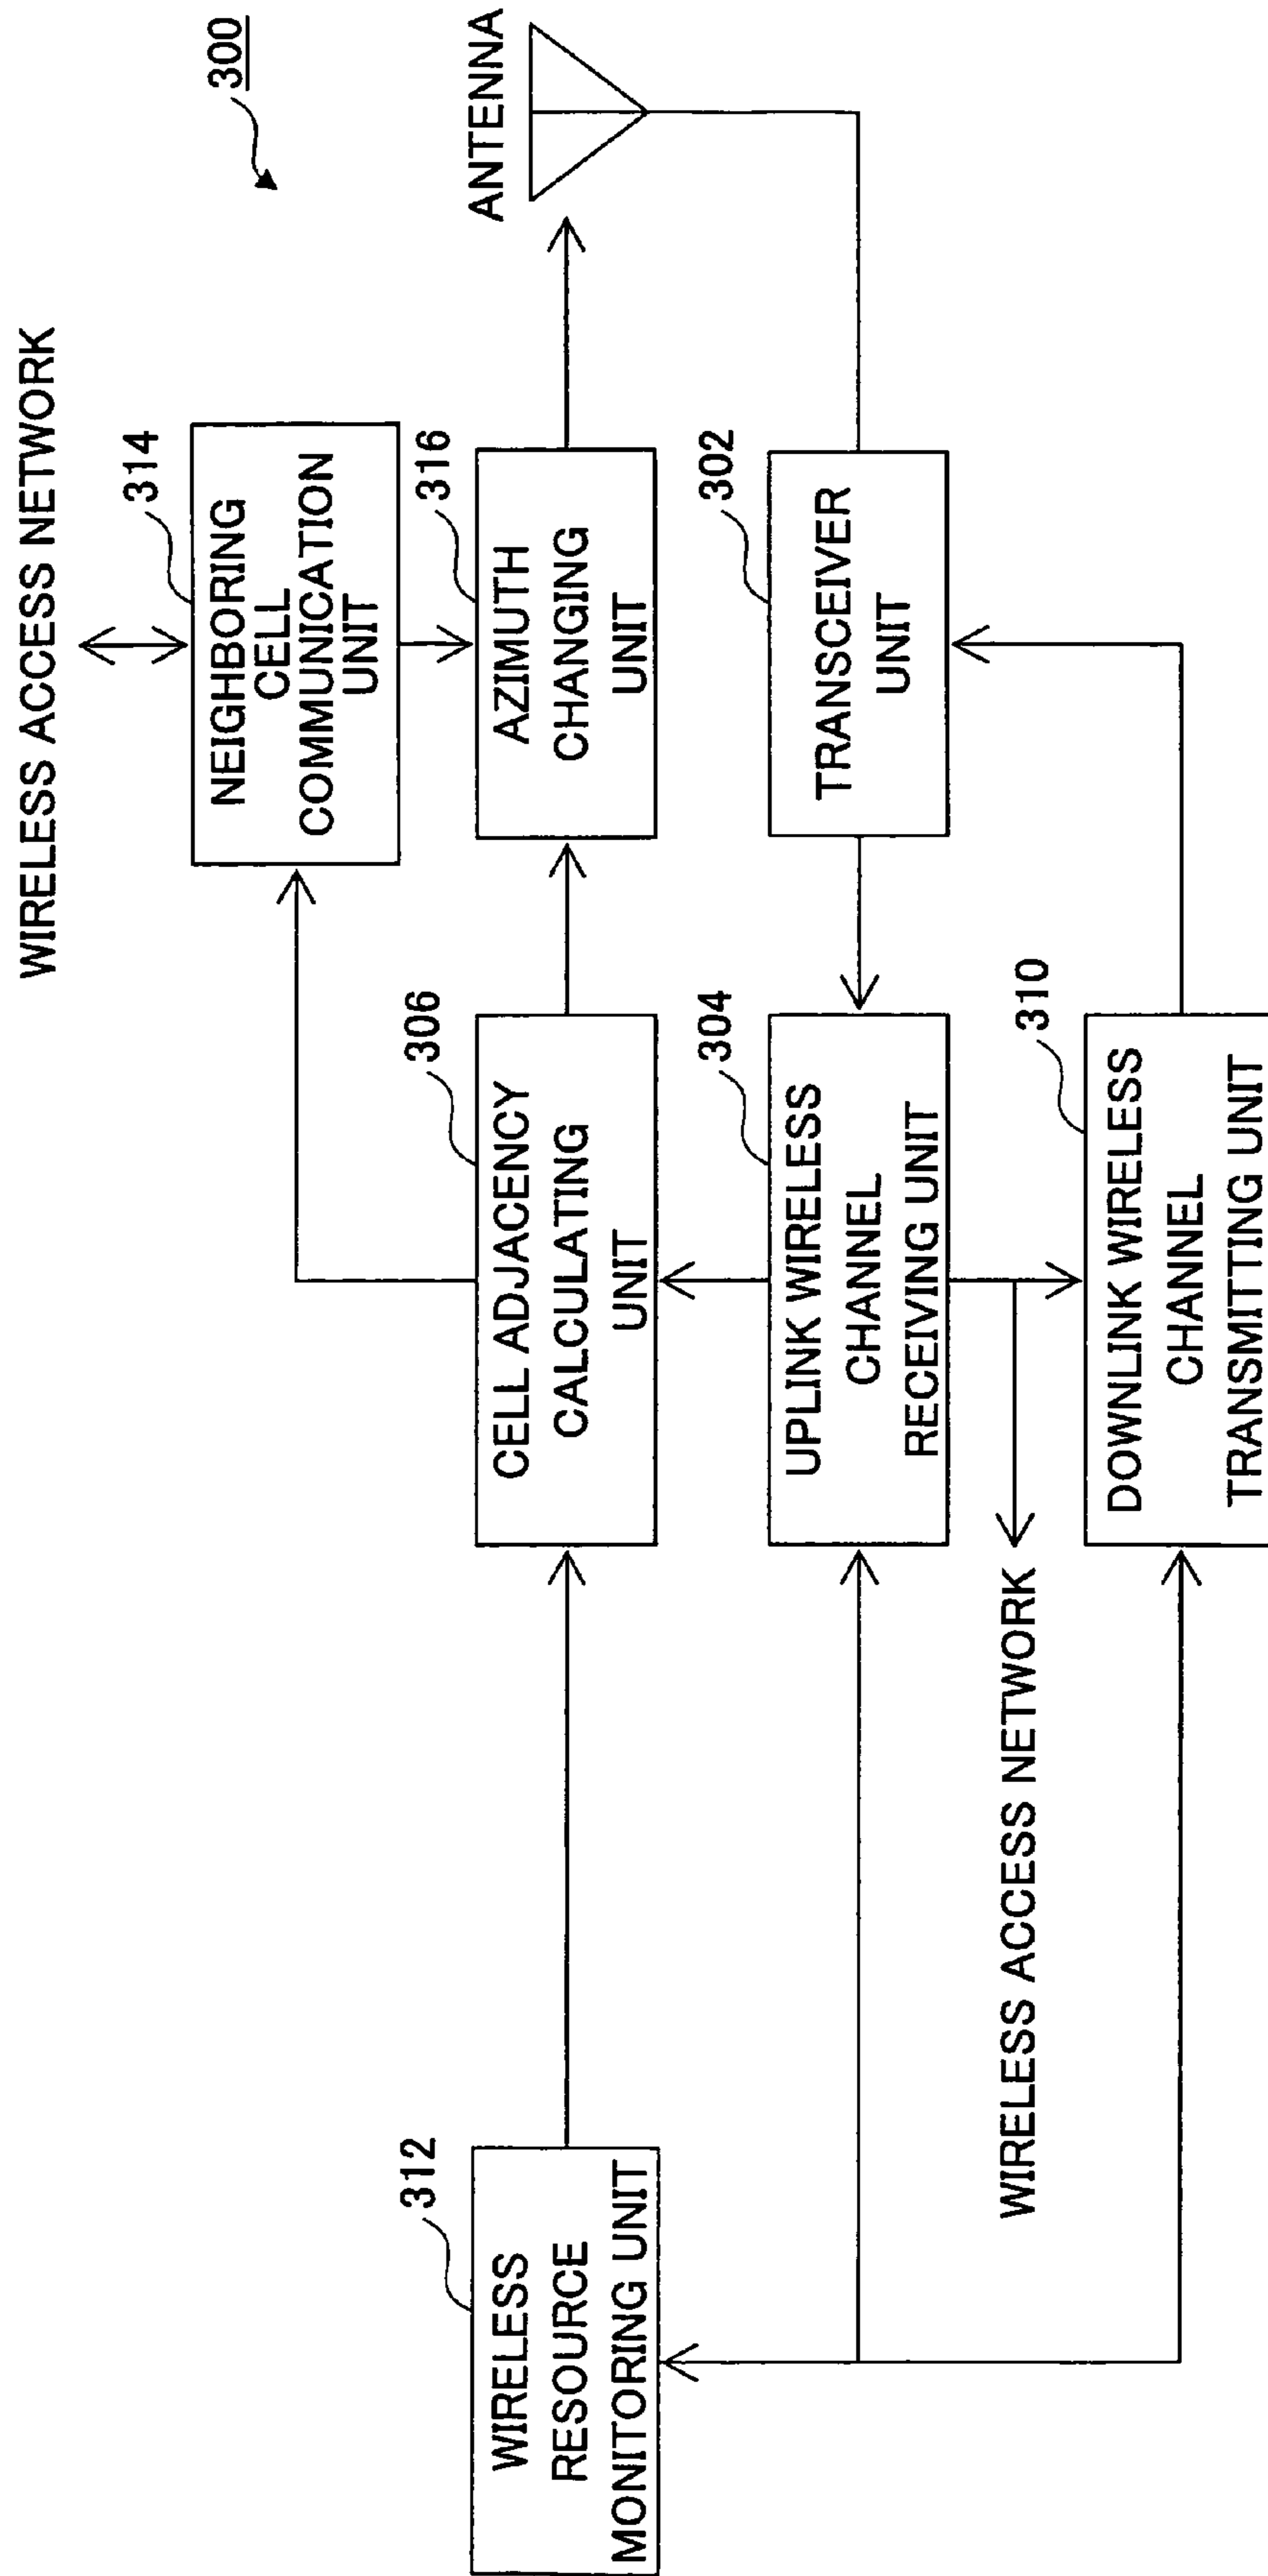 300
WIRELESS ACCESS NETWORK
314
NEIGHBORING
CELL
COMMUNICATION
UNIT
ANTENNA
312
WIRELESS
RESOURCE
MONITORING UNIT
306
CELL ADJACENCY
CALCULATING
UNIT
316
AZIMUTH
CHANGING
UNIT
304
UPLINK WIRELESS
CHANNEL
RECEIVING UNIT
302
TRANSCEIVER
UNIT
WIRELESS ACCESS NETWORK
310
DOWNLINK WIRELESS
CHANNEL
TRANSMITTING UNIT